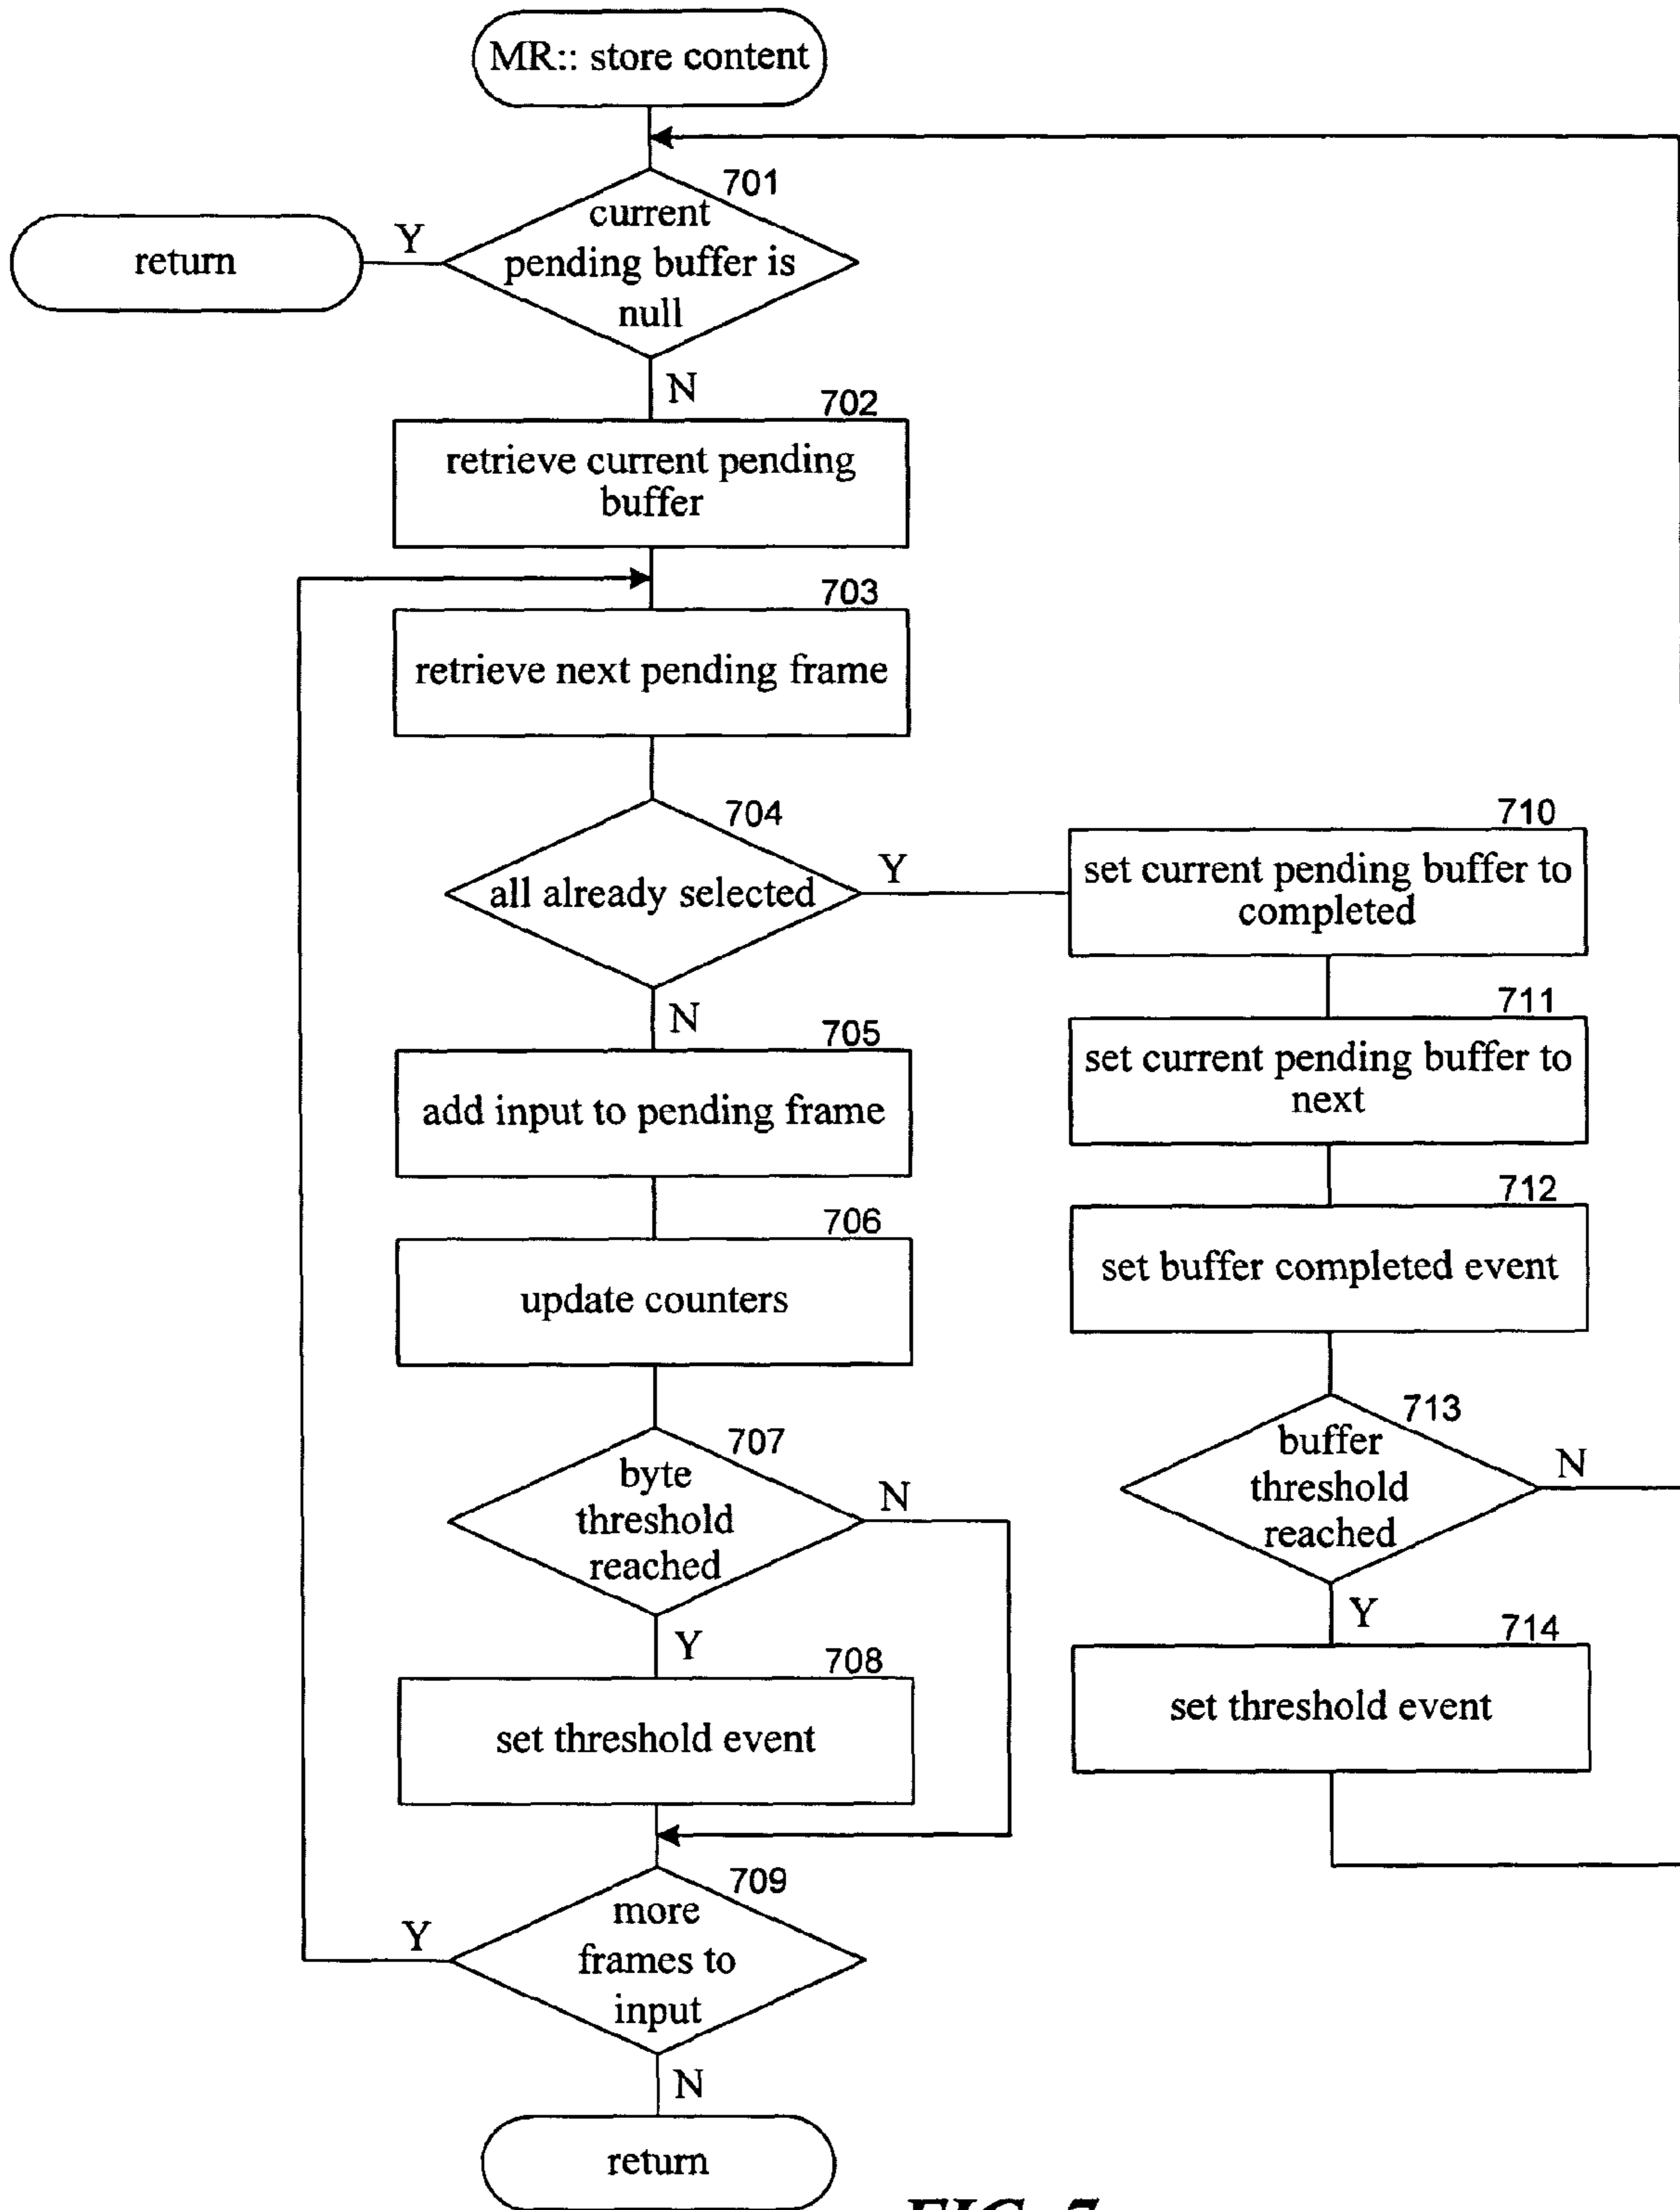 MR:: store content
701
current
pending buffer is
null
Y
return
N
702
retrieve current pending
buffer
703
retrieve next pending frame
704
all already selected
Y
N
705
add input to pending frame
706
update counters
707
byte
threshold
reached
N
Y
708
set threshold event
709
more
frames to
input
Y
N
return
710
set current pending buffer to
completed
711
set current pending buffer to
next
712
set buffer completed event
713
buffer
threshold
reached
N
Y
714
set threshold event
FIG. 7